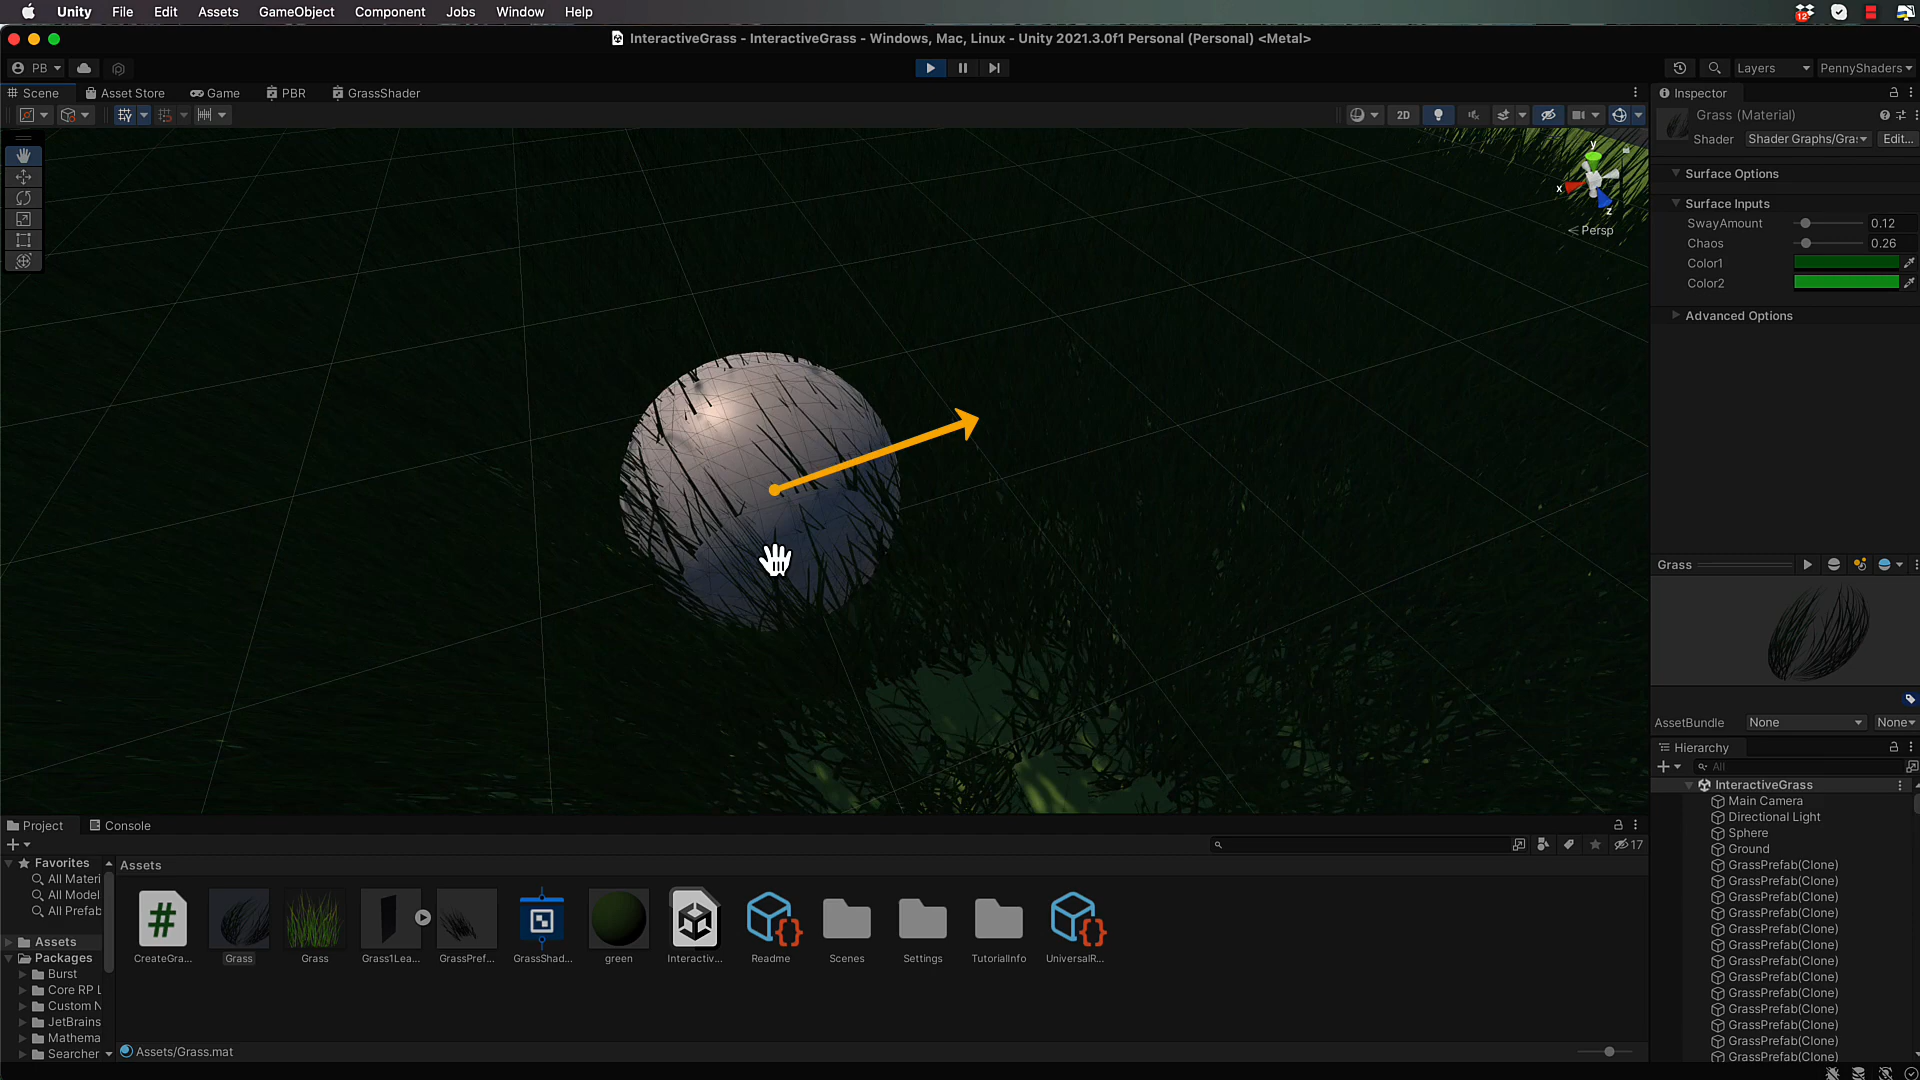 Unity File Edit Assets GameObject Component Jobs Window Help
12
InteractiveGrass - InteractiveGrass - Windows, Mac, Linux - Unity 2021.3.0f1 Personal (Personal) <Metal>
PB
Layers
PennyShaders
Scene Asset Store Game PBR GrassShader
2D
y
x
z
Persp
Inspector
Grass (Material)
Shader Shader Graphs/Gra Edit...
Surface Options
Surface Inputs
SwayAmount 0.12
Chaos 0.26
Color1
Color2
Advanced Options
Grass
AssetBundle None None
Hierarchy
All
InteractiveGrass
Main Camera
Directional Light
Sphere
Ground
GrassPrefab(Clone)
GrassPrefab(Clone)
GrassPrefab(Clone)
GrassPrefab(Clone)
GrassPrefab(Clone)
GrassPrefab(Clone)
GrassPrefab(Clone)
GrassPrefab(Clone)
GrassPrefab(Clone)
GrassPrefab(Clone)
GrassPrefab(Clone)
GrassPrefab(Clone)
GrassPrefab(Clone)
Project Console
17
Favorites
All Materi
All Model
All Prefab
Assets
Packages
Burst
Core RP L
Custom N
JetBrains
Mathema
Searcher
Assets
CreateGra... Grass Grass Grass1Lea... GrassPref... GrassShad... green Interactiv... Readme Scenes Settings TutorialInfo UniversalR...
Assets/Grass.mat